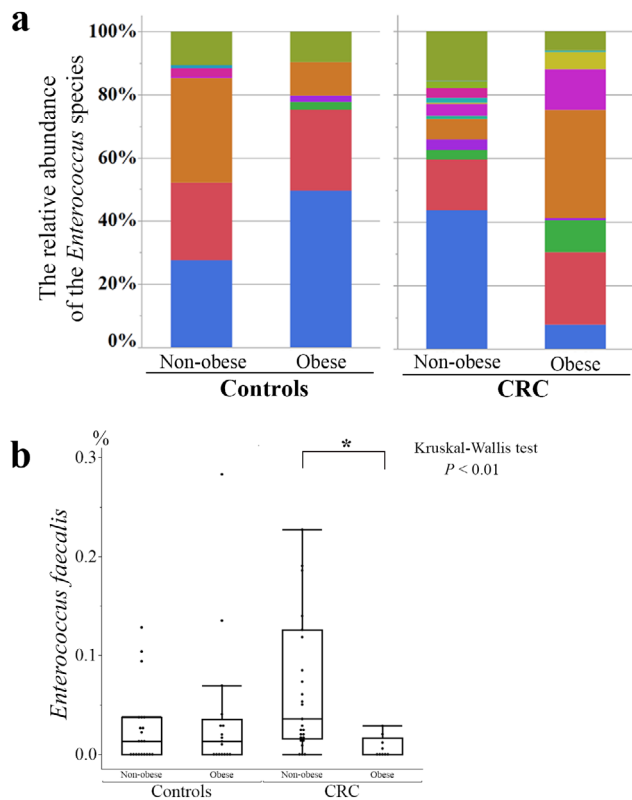 a
The relative abundance
of the Enterococcus species
100%
80%
60%
40%
20%
0%
Non-obese Obese Non-obese Obese
Controls CRC
b
%
Enterococcus faecalis
0.3
0.2
0.1
0.0
*
Kruskal-Wallis test
P < 0.01
Non-obese Obese Non-obese Obese
Controls CRC